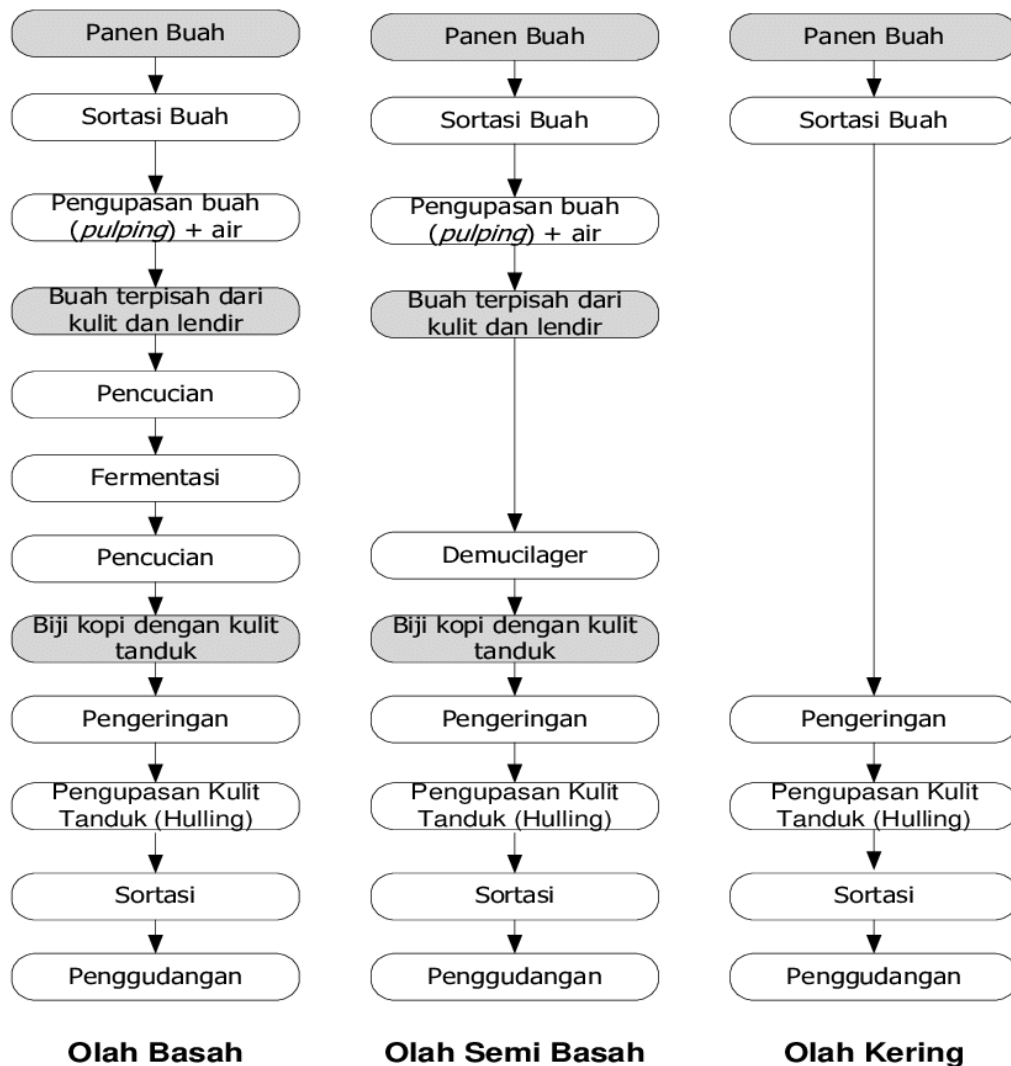 Panen Buah
Sortasi Buah
Pengupasan buah
(pulping) + air
Buah terpisah dari
kulit dan lendir
Pencucian
Fermentasi
Pencucian
Biji kopi dengan kulit
tanduk
Pengeringan
Pengupasan Kulit
Tanduk (Hulling)
Sortasi
Penggudangan
Olah Basah
Panen Buah
Sortasi Buah
Pengupasan buah
(pulping) + air
Buah terpisah dari
kulit dan lendir
Demucilager
Biji kopi dengan kulit
tanduk
Pengeringan
Pengupasan Kulit
Tanduk (Hulling)
Sortasi
Penggudangan
Olah Semi Basah
Panen Buah
Sortasi Buah
Pengeringan
Pengupasan Kulit
Tanduk (Hulling)
Sortasi
Penggudangan
Olah Kering